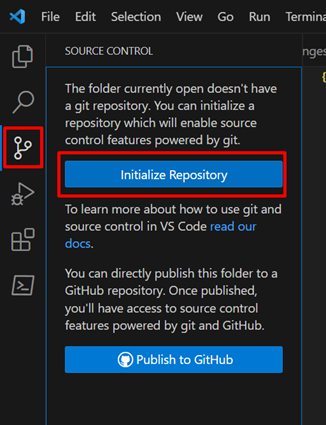 File Edit Selection View Go Run Termina
SOURCE CONTROL
nges
The folder currently open doesn't have
a git repository. You can initialize a
repository which will enable source
control features powered by git.
Initialize Repository
To learn more about how to use git and
source control in VS Code read our
docs.
You can directly publish this folder to a
GitHub repository. Once published,
you'll have access to source control
features powered by git and GitHub.
Publish to GitHub
{